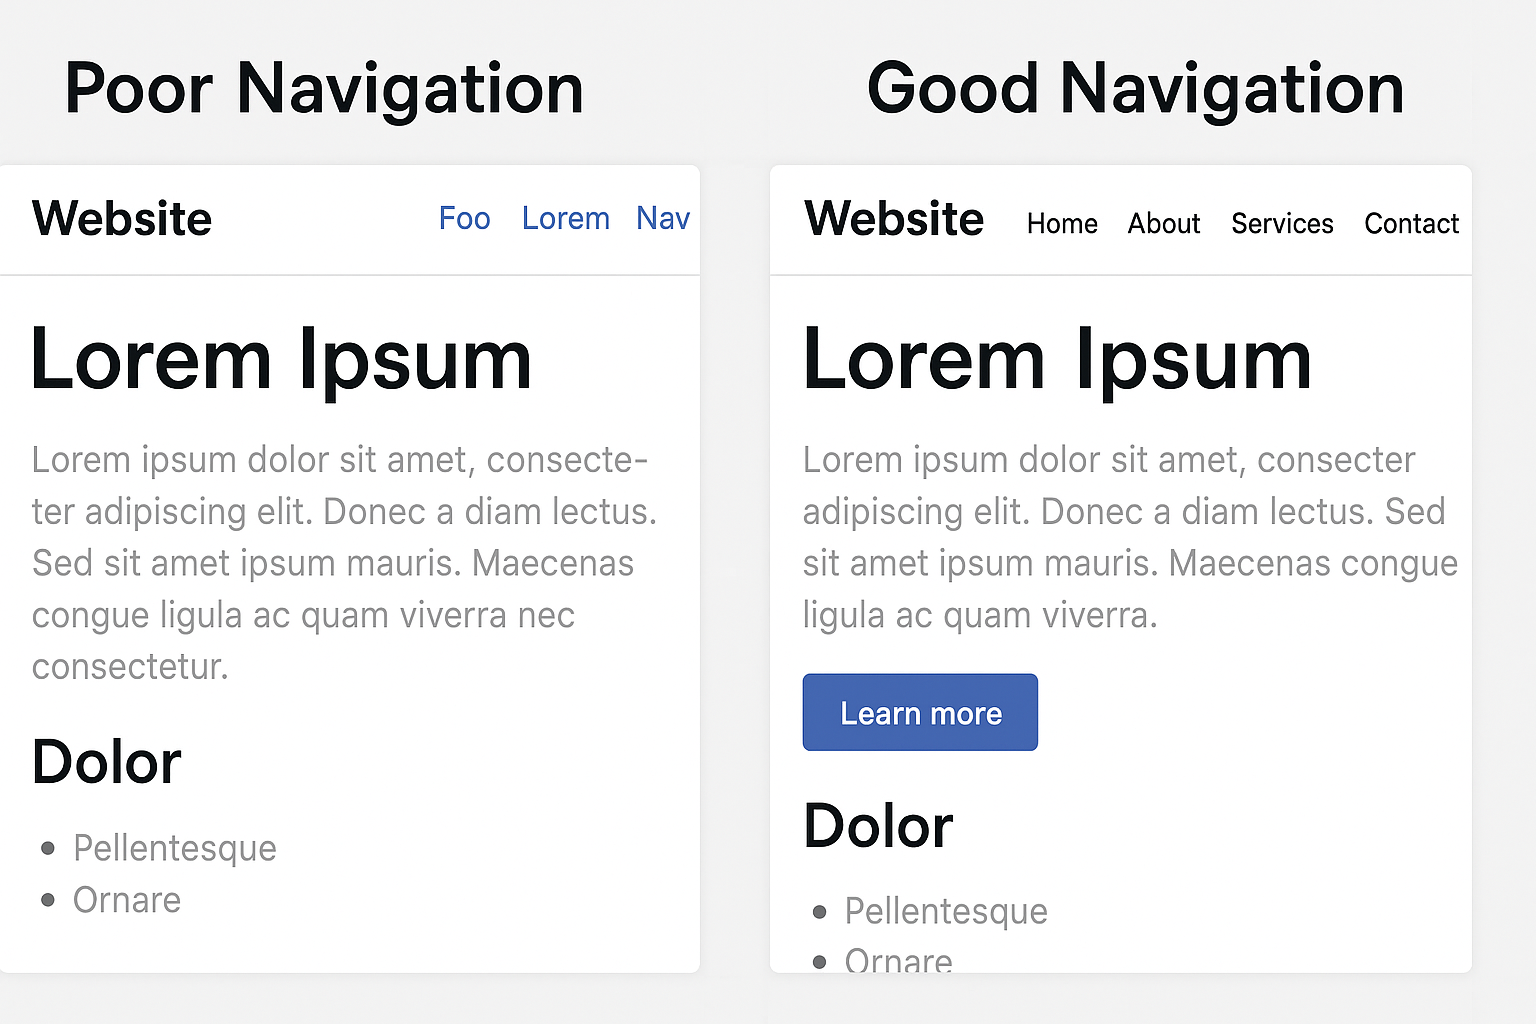 Poor Navigation
Website Foo Lorem Nav
Lorem Ipsum
Lorem ipsum dolor sit amet, consecte-
ter adipiscing elit. Donec a diam lectus.
Sed sit amet ipsum mauris. Maecenas
congue ligula ac quam viverra nec
consectetur.
Dolor
• Pellentesque
• Ornare
Good Navigation
Website Home About Services Contact
Lorem Ipsum
Lorem ipsum dolor sit amet, consecter
adipiscing elit. Donec a diam lectus. Sed
sit amet ipsum mauris. Maecenas congue
ligula ac quam viverra.
Learn more
Dolor
• Pellentesque
• Ornare